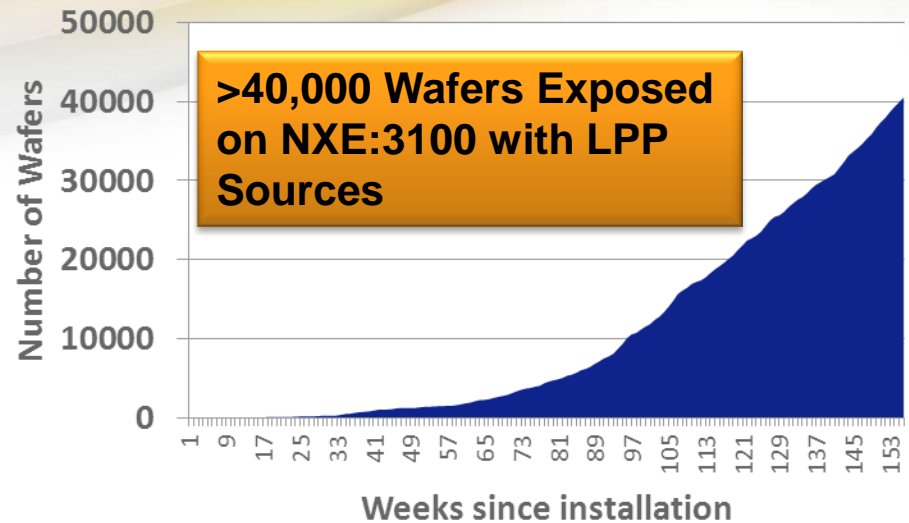 50000
40000
30000
20000
10000
0
Number of Wafers
>40,000 Wafers Exposed
on NXE:3100 with LPP
Sources
1 9 17 25 33 41 49 57 65 73 81 89 97 105 113 121 129 137 145 153
Weeks since installation